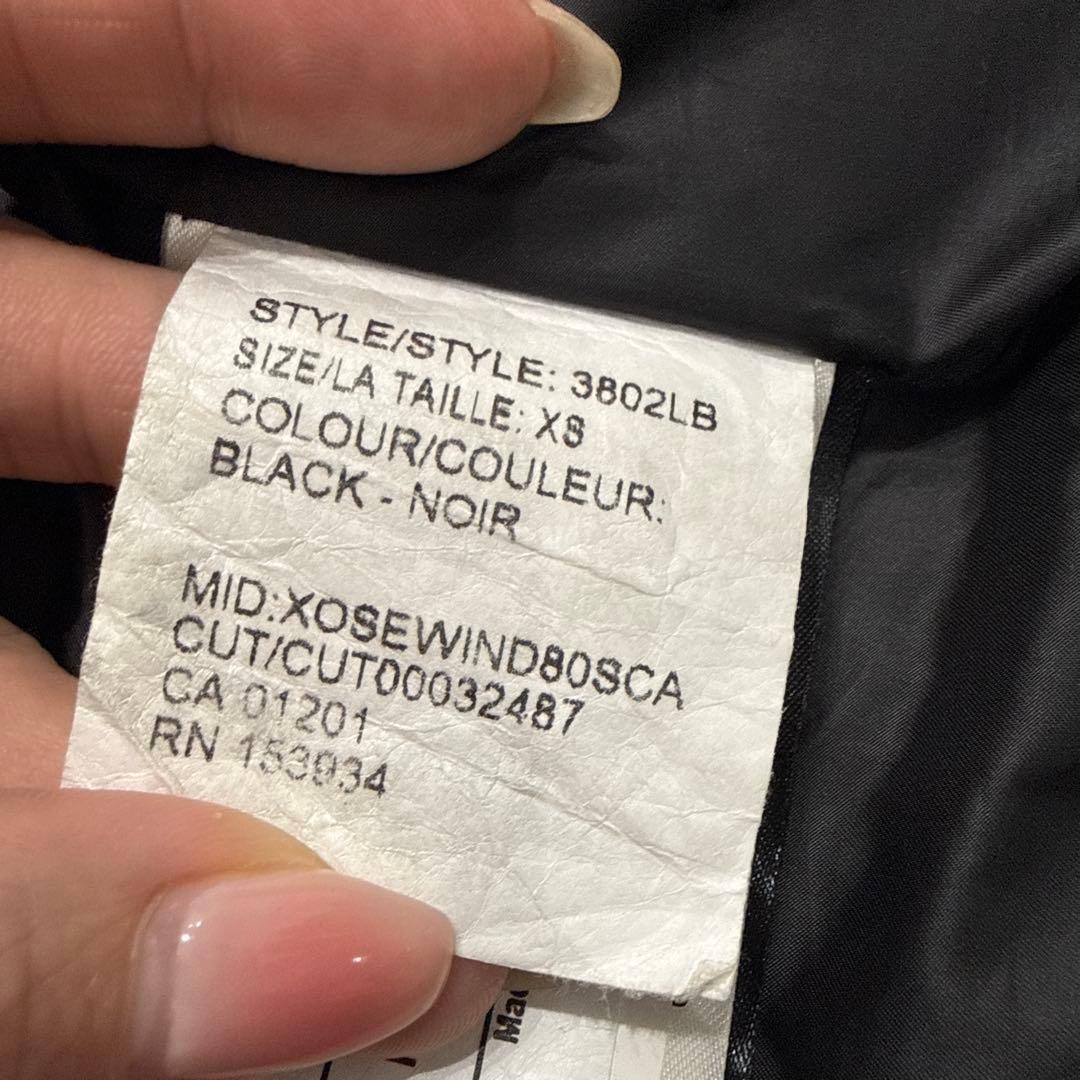 STYLE/STYLE: 3802LB
SIZE/LA TAILLE: XS
COLOUR/COULEUR:
BLACK - NOIR
MID:XOSEWIND80SCA
CUT/CUT00032487
CA 01201
RN 153934